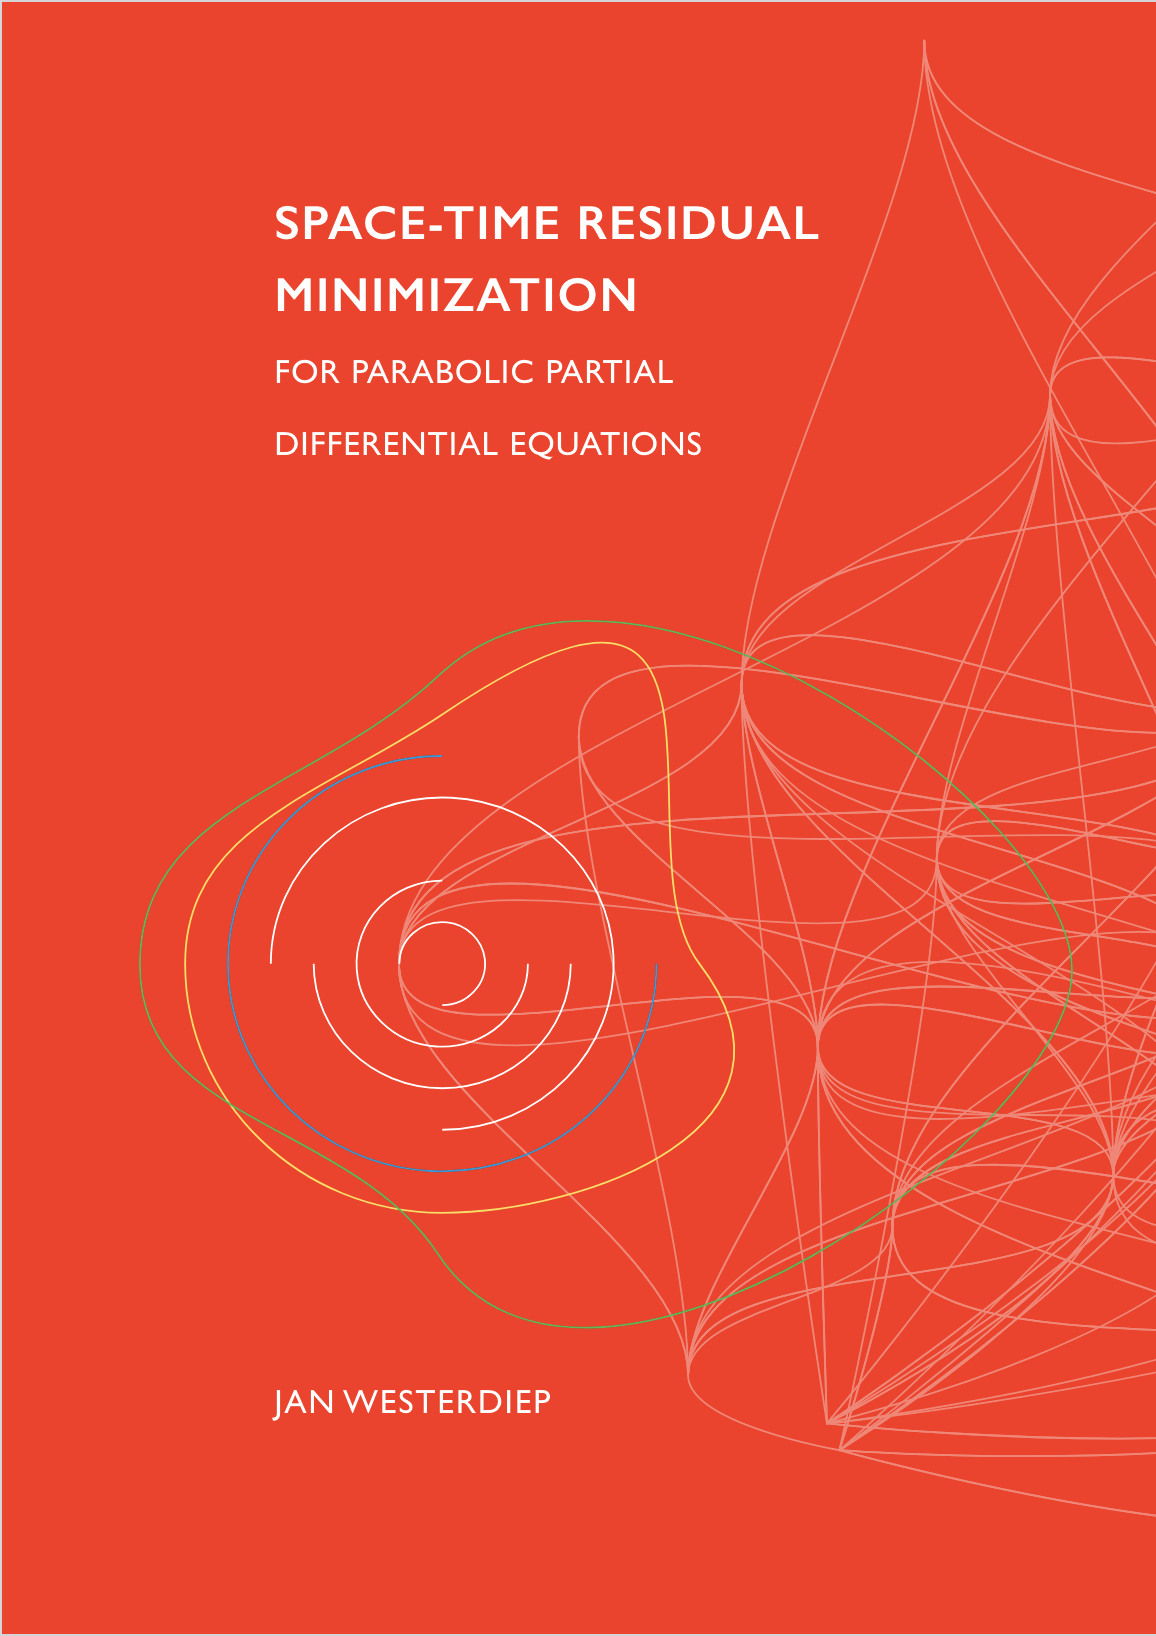 SPACE-TIME RESIDUAL
MINIMIZATION
FOR PARABOLIC PARTIAL
DIFFERENTIAL EQUATIONS
JAN WESTERDIEP